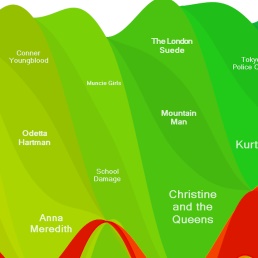 Conner
Youngblood
The London
Suede
Tokyo
Police C
Muncie Girls
Mountain
Man
Odetta
Hartman
Kurt
School
Damage
Christine
and the
Queens
Anna
Meredith